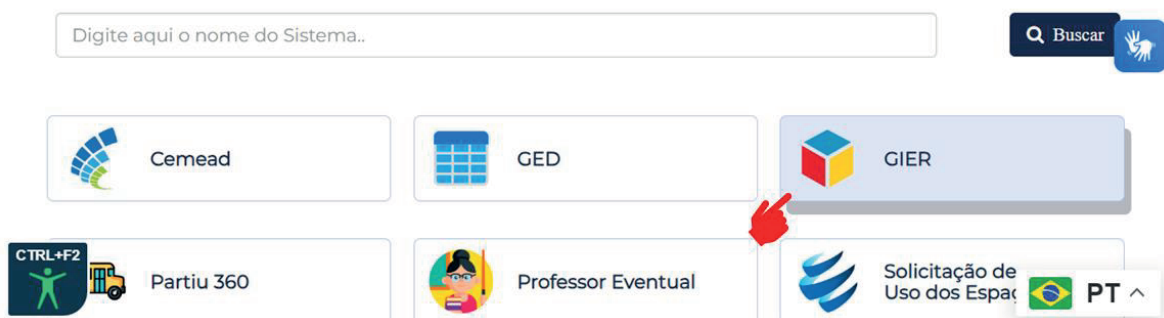 Digite aqui o nome do Sistema..
Buscar
Cemead
GED
GIER
CTRL+F2
Partiu 360
Professor Eventual
Solicitação de
Uso dos
PT